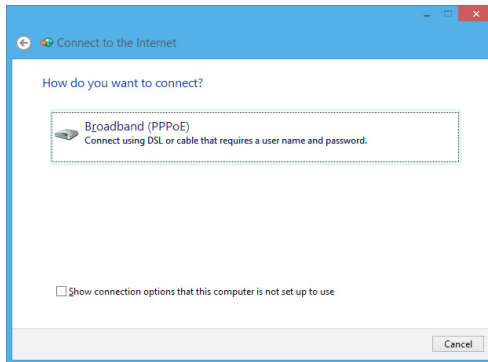 Connect to the Internet
How do you want to connect?
Broadband (PPPoE)
Connect using DSL or cable that requires a user name and password.
Show connection options that this computer is not set up to use
Cancel